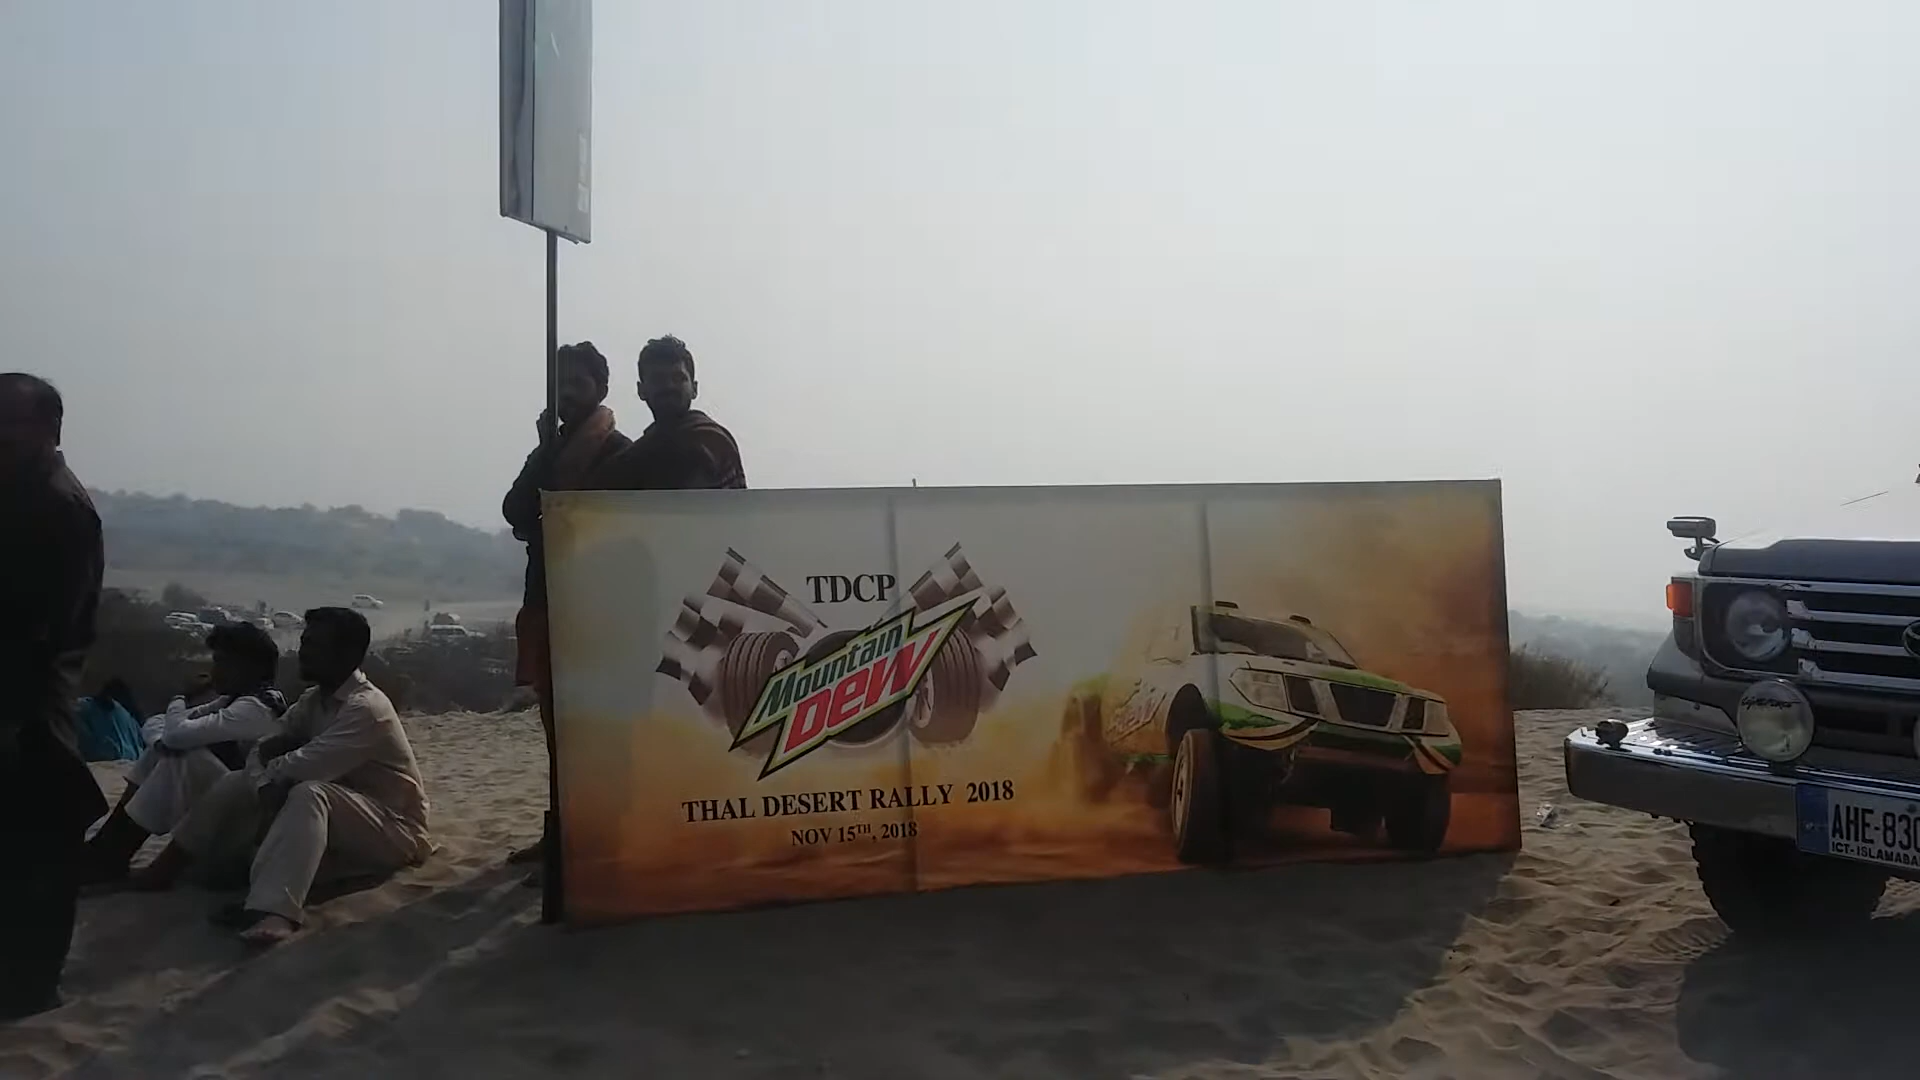 TDCP
Mountain
DEW
THAL DESERT RALLY 2018
NOV 15TH, 2018
AHE-830
ICT-ISLAMABA